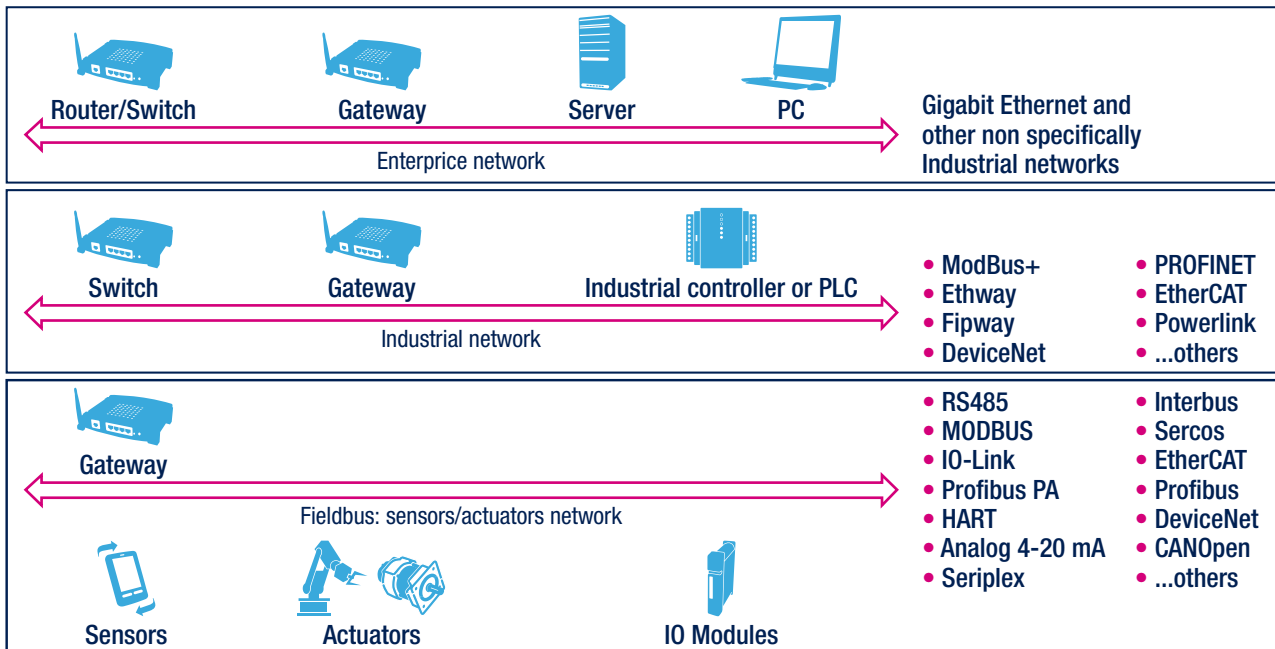 Router/Switch
Gateway
Server
PC
Enterprice network
Gigabit Ethernet and
other non specifically
Industrial networks
Switch
Gateway
Industrial controller or PLC
Industrial network
• ModBus+
• Ethway
• Fipway
• DeviceNet
• PROFINET
• EtherCAT
• Powerlink
• ...others
Gateway
Fieldbus: sensors/actuators network
Sensors
Actuators
IO Modules
• RS485
• MODBUS
• IO-Link
• Profibus PA
• HART
• Analog 4-20 mA
• Seriplex
• Interbus
• Sercos
• EtherCAT
• Profibus
• DeviceNet
• CANOpen
• ...others